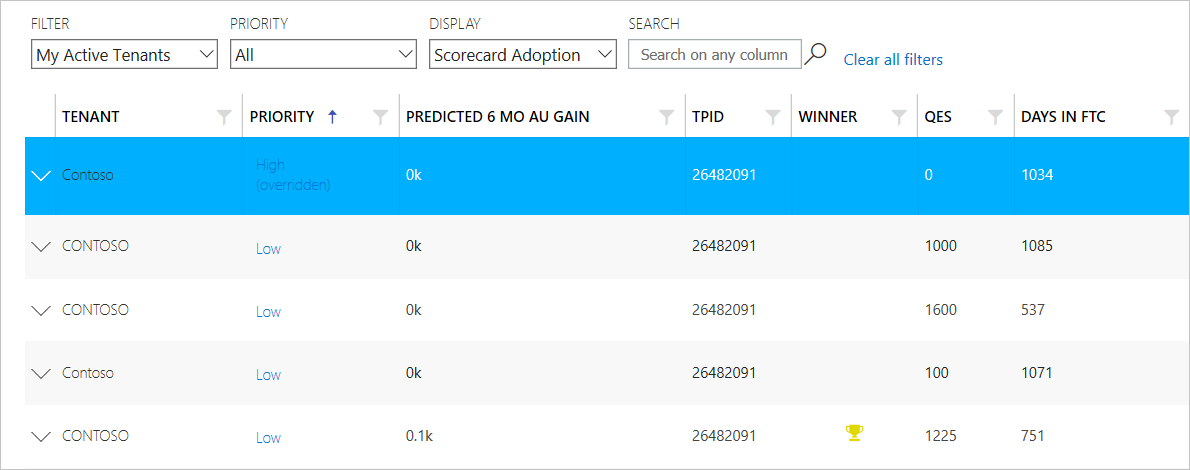 FILTER PRIORITY DISPLAY SEARCH
My Active Tenants All Scorecard Adoption Search on any column Clear all filters
TENANT PRIORITY PREDICTED 6 MO AU GAIN TPID WINNER QES DAYS IN FTC
Contoso High (overridden) 0k 26482091 0 1034
CONTOSO Low 0k 26482091 1000 1085
CONTOSO Low 0k 26482091 1600 537
Contoso Low 0k 26482091 100 1071
CONTOSO Low 0.1k 26482091 1225 751